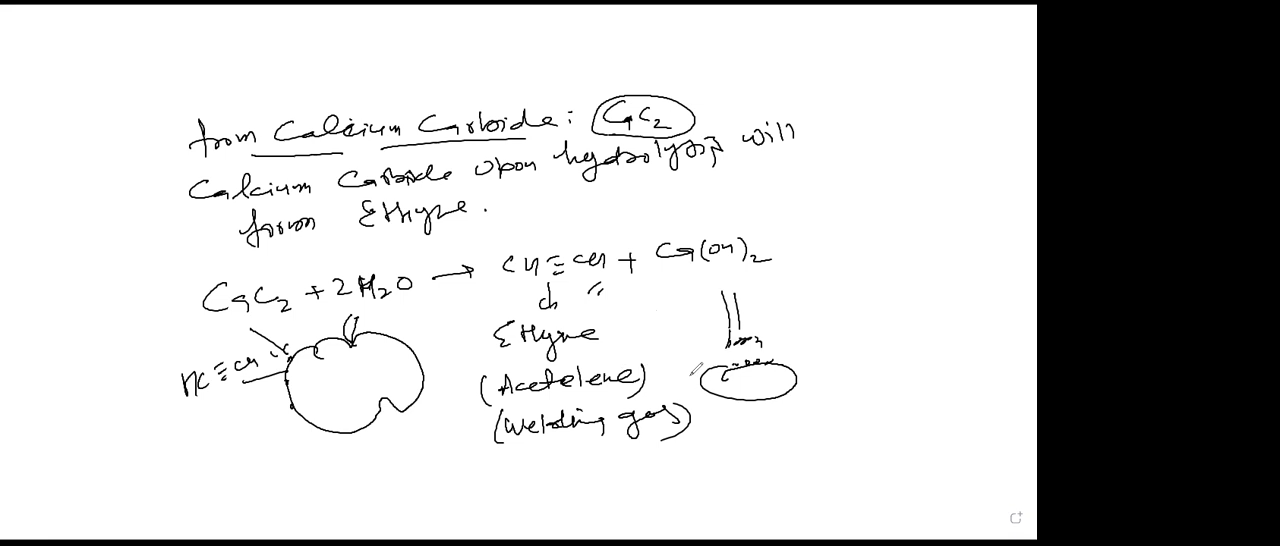 from Calcium Carbide: CaC2
Calcium Carbide upon hydrolysis will
form Ethyne.
CaC2 + 2H2O → CH≡CH + Ca(OH)2
Ethyne
HC≡CH
(Acetelene)
(Welding gas)